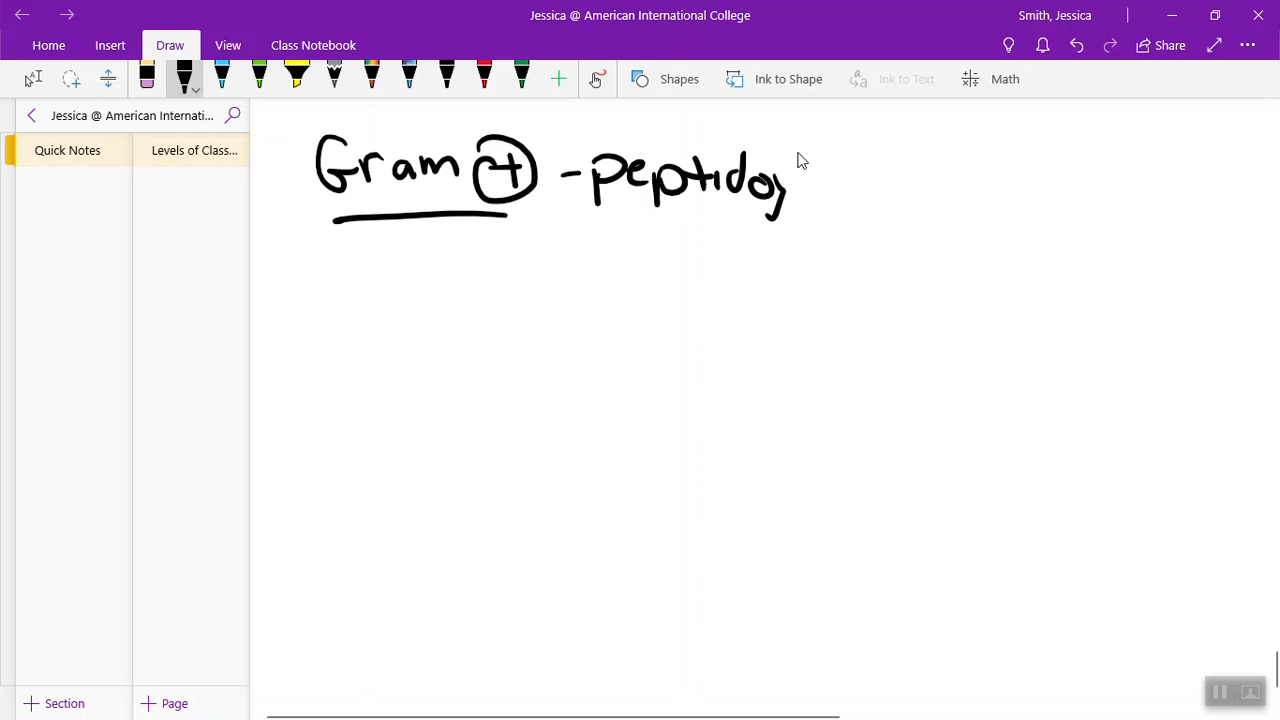 Jessica @ American International College
Smith, Jessica
Home Insert Draw View Class Notebook
Share
Shapes Ink to Shape Ink to Text Math
Jessica @ American Internati...
Quick Notes
Levels of Class...
Gram + -peptidog
Section
Page